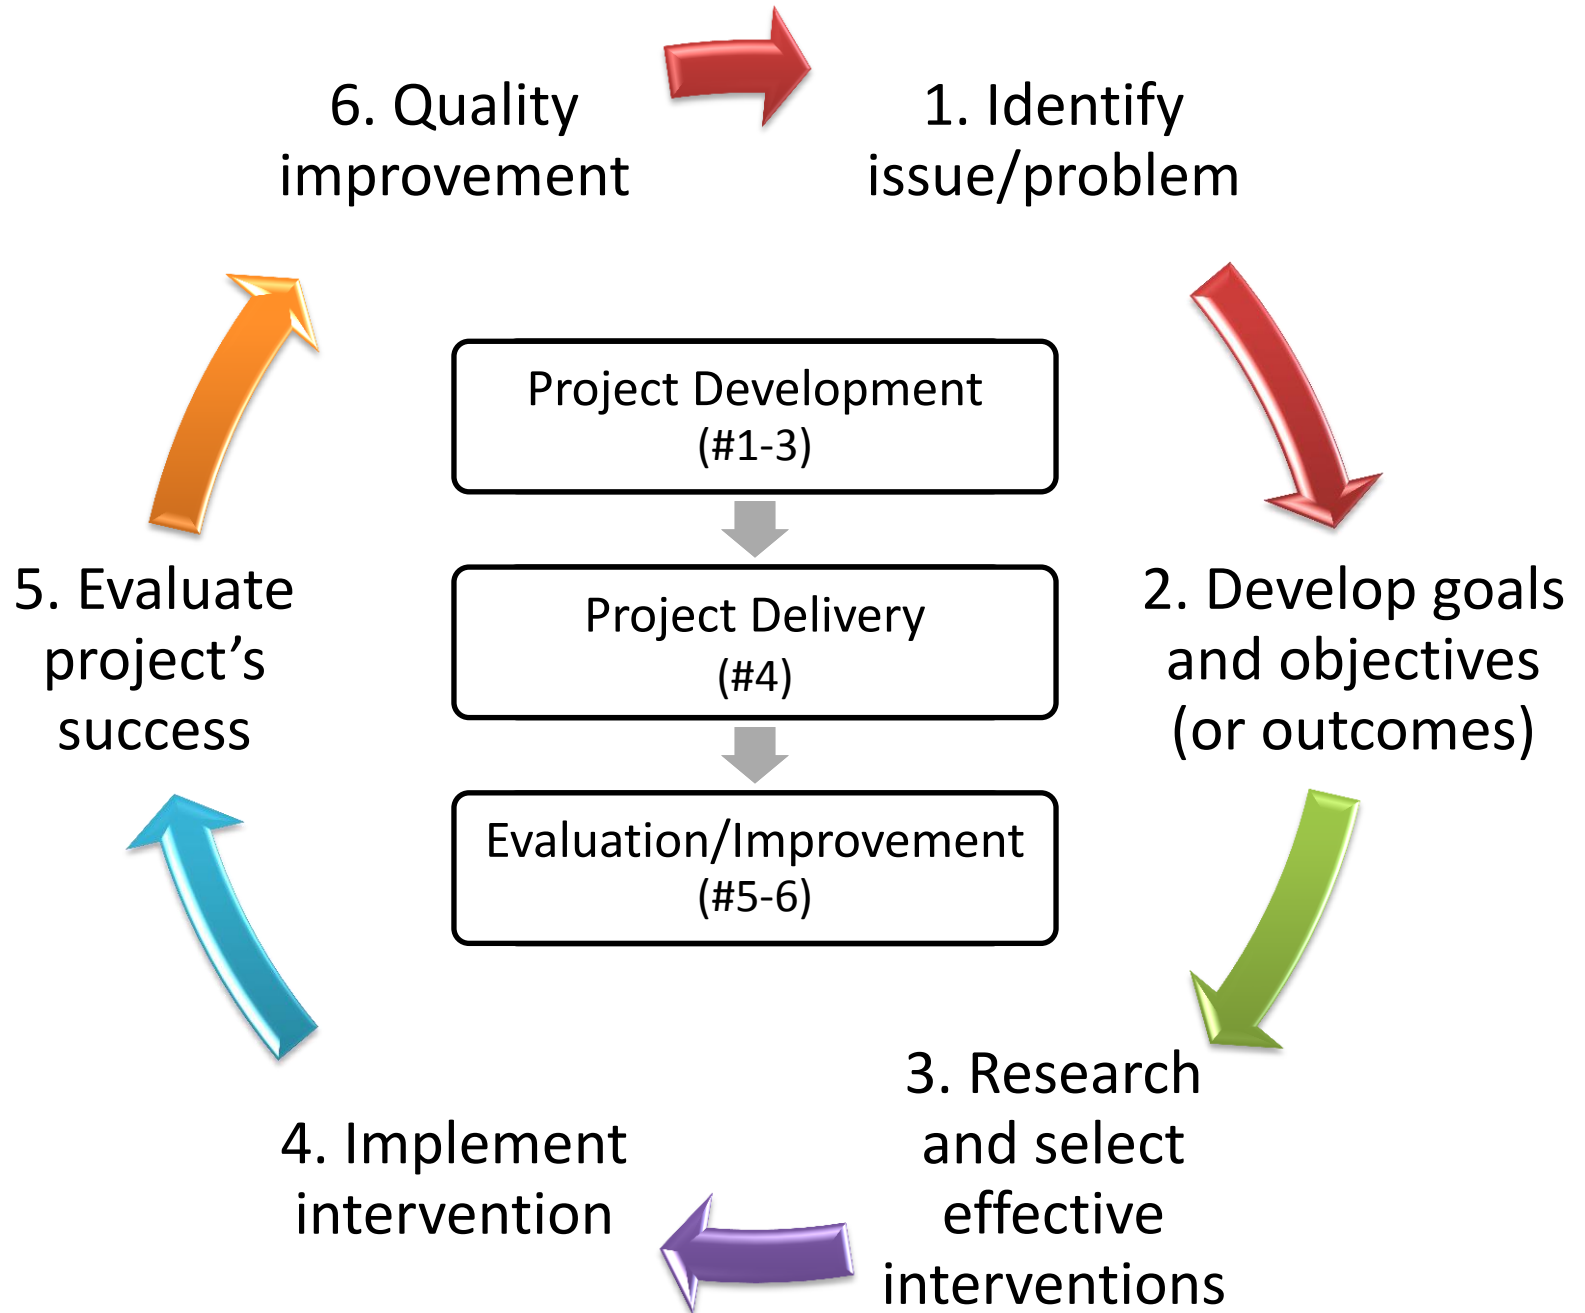 1. Identify
issue/problem
2. Develop goals
and objectives
(or outcomes)
3. Research
and select
effective
interventions
4. Implement
intervention
5. Evaluate
project’s
success
6. Quality
improvement
Project Development
(#1-3)
Project Delivery
(#4)
Evaluation/Improvement
(#5-6)